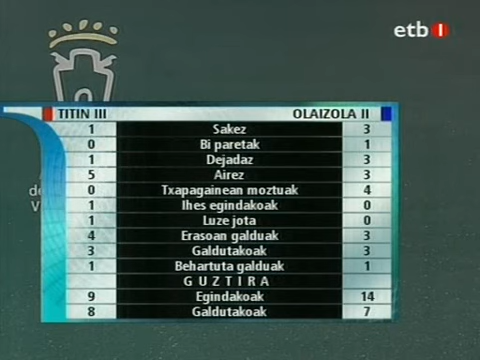 etb 1
TITIN III OLAIZOLA II
1 Sakez 3
0 Bi paretak 1
1 Dejadaz 3
5 Airez 3
0 Txapagainean moztuak 4
1 Ihes egindakoak 0
1 Luze jota 0
4 Erasoan galduak 3
3 Galdutakoak 3
1 Behartuta galduak 1
GUZTIRA
9 Egindakoak 14
8 Galdutakoak 7